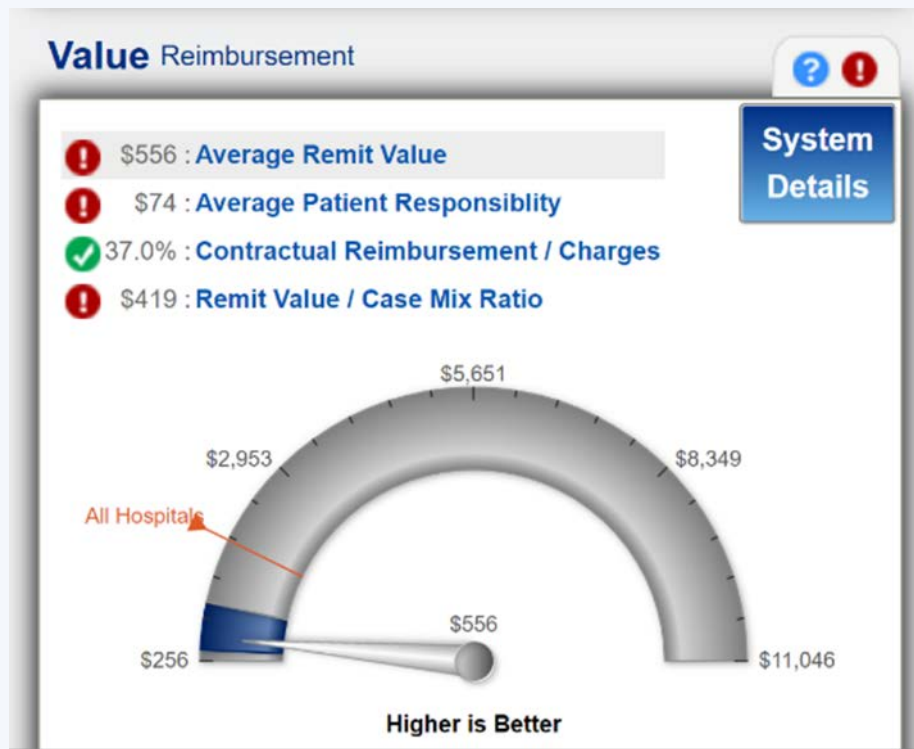 Value Reimbursement
? !
System
Details
! $556 : Average Remit Value
! $74 : Average Patient Responsiblity
37.0% : Contractual Reimbursement / Charges
! $419 : Remit Value / Case Mix Ratio
$5,651
$2,953
$8,349
All Hospitals
$556
$256
$11,046
Higher is Better